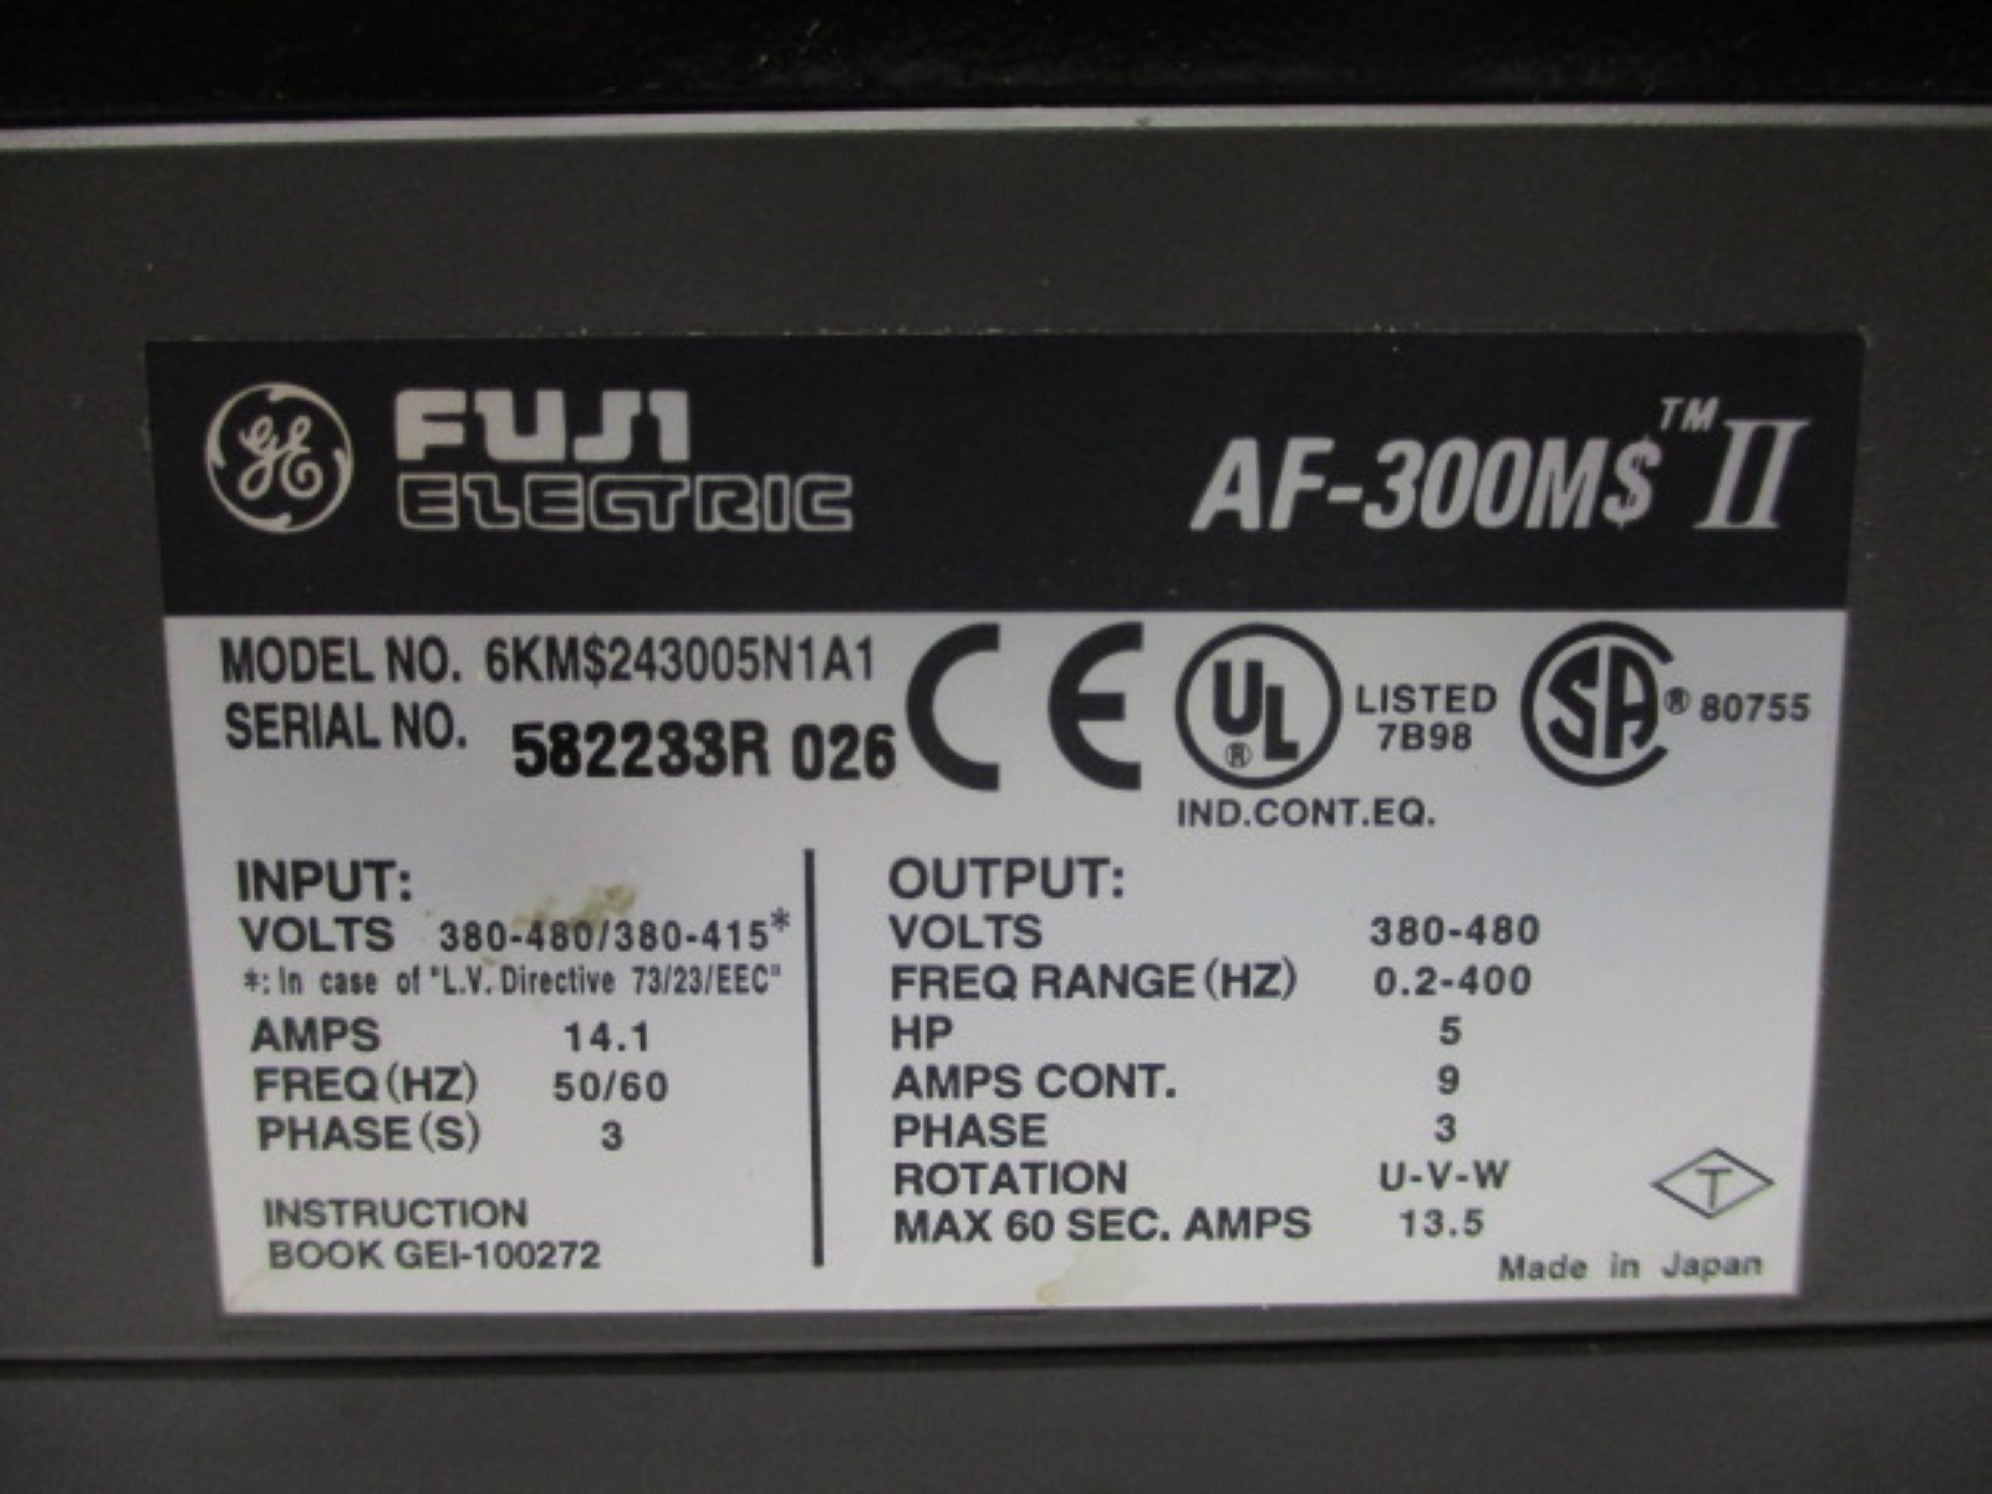 GE FUJI ELECTRIC
AF-300M$™ II
MODEL NO. 6KM$243005N1A1
SERIAL NO. 582233R 026
CE
UL® LISTED 7B98
IND.CONT.EQ.
SA® 80755
INPUT:
VOLTS 380-480/380-415*
*: In case of "L.V. Directive 73/23/EEC"
AMPS 14.1
FREQ(HZ) 50/60
PHASE(S) 3
INSTRUCTION
BOOK GEI-100272
OUTPUT:
VOLTS 380-480
FREQ RANGE(HZ) 0.2-400
HP 5
AMPS CONT. 9
PHASE 3
ROTATION U-V-W
MAX 60 SEC. AMPS 13.5
T
Made in Japan